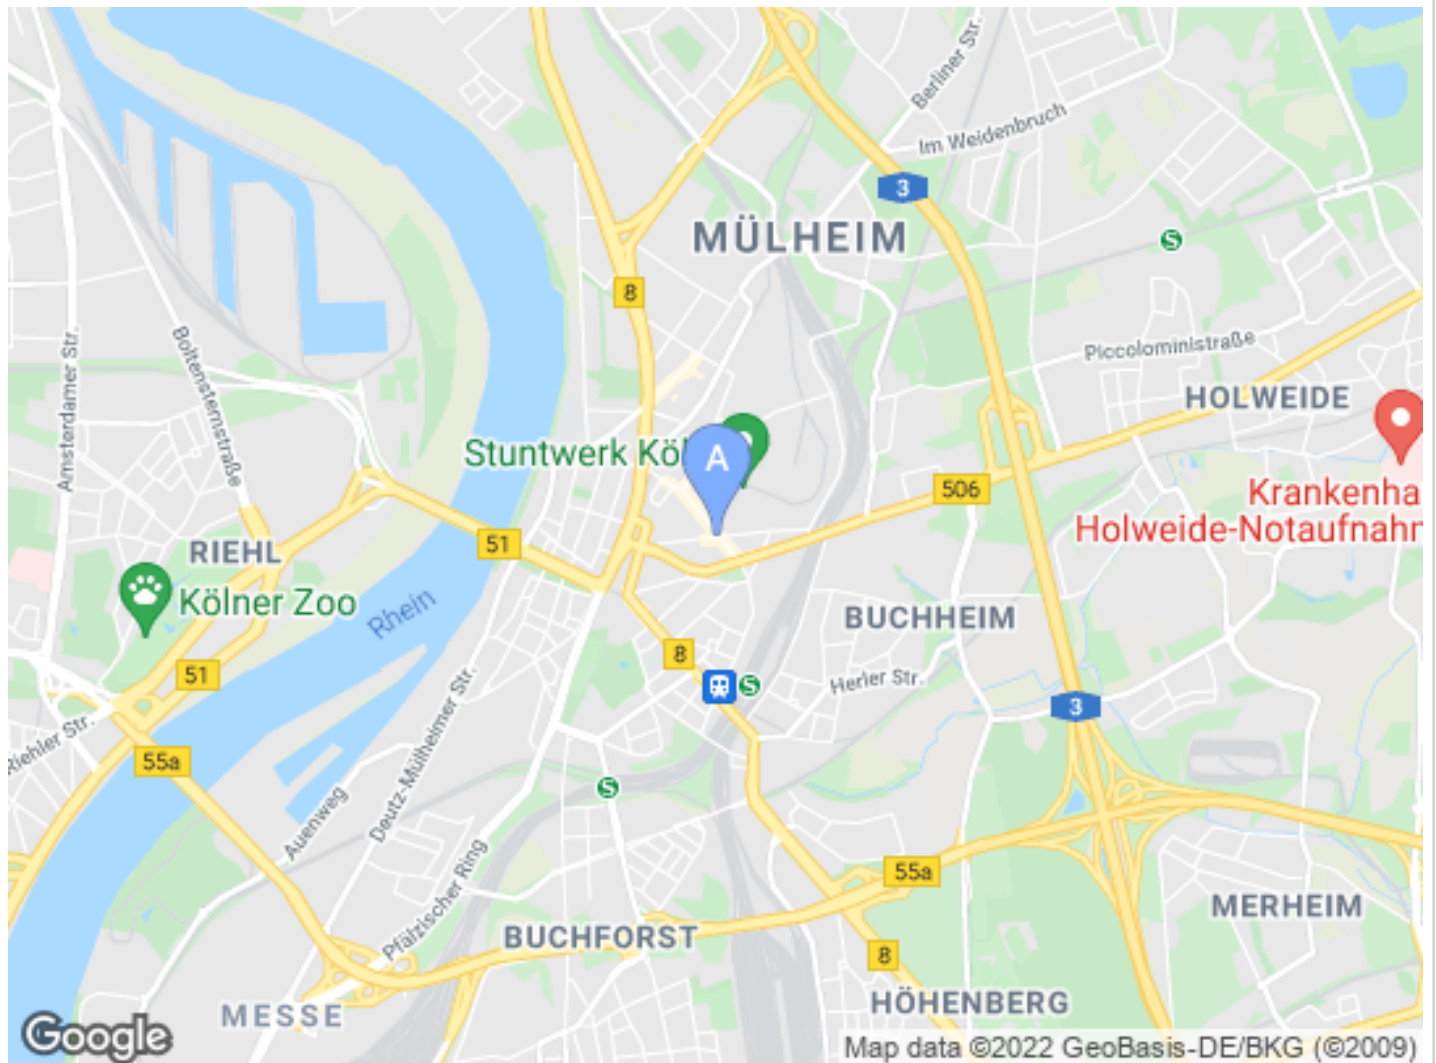 Berliner Str.
Im Weidenbruch
3
MÜLHEIM
S
8
Boltensternstraße
Amsterdamer Str.
Piccoloministraße
HOLWEIDE
Stuntwerk Köl
A
506
Krankenha
Holweide-Notaufnahm
51
RIEHL
Kölner Zoo
Rhein
BUCHHEIM
8
51
S
Herler Str.
3
Riehler Str.
55a
Deutz-Mülheimer Str.
S
Auenweg
Pfälzischer Ring
55a
MERHEIM
BUCHFORST
8
HÖHENBERG
MESSE
Google
Map data ©2022 GeoBasis-DE/BKG (©2009)